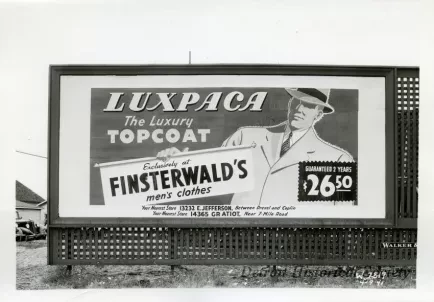 LUXPACA
The Luxury
TOPCOAT
Exclusively at
FINSTERWALD'S
men's clothes
GUARANTEED 2 YEARS
$26.50
Your Nearest Store 13232 E. JEFFERSON, Between Drexel and Coplin
Your Nearest Store 14365 GRATIOT, Near 7 Mile Road
WALKER &
Detroit Historical Society